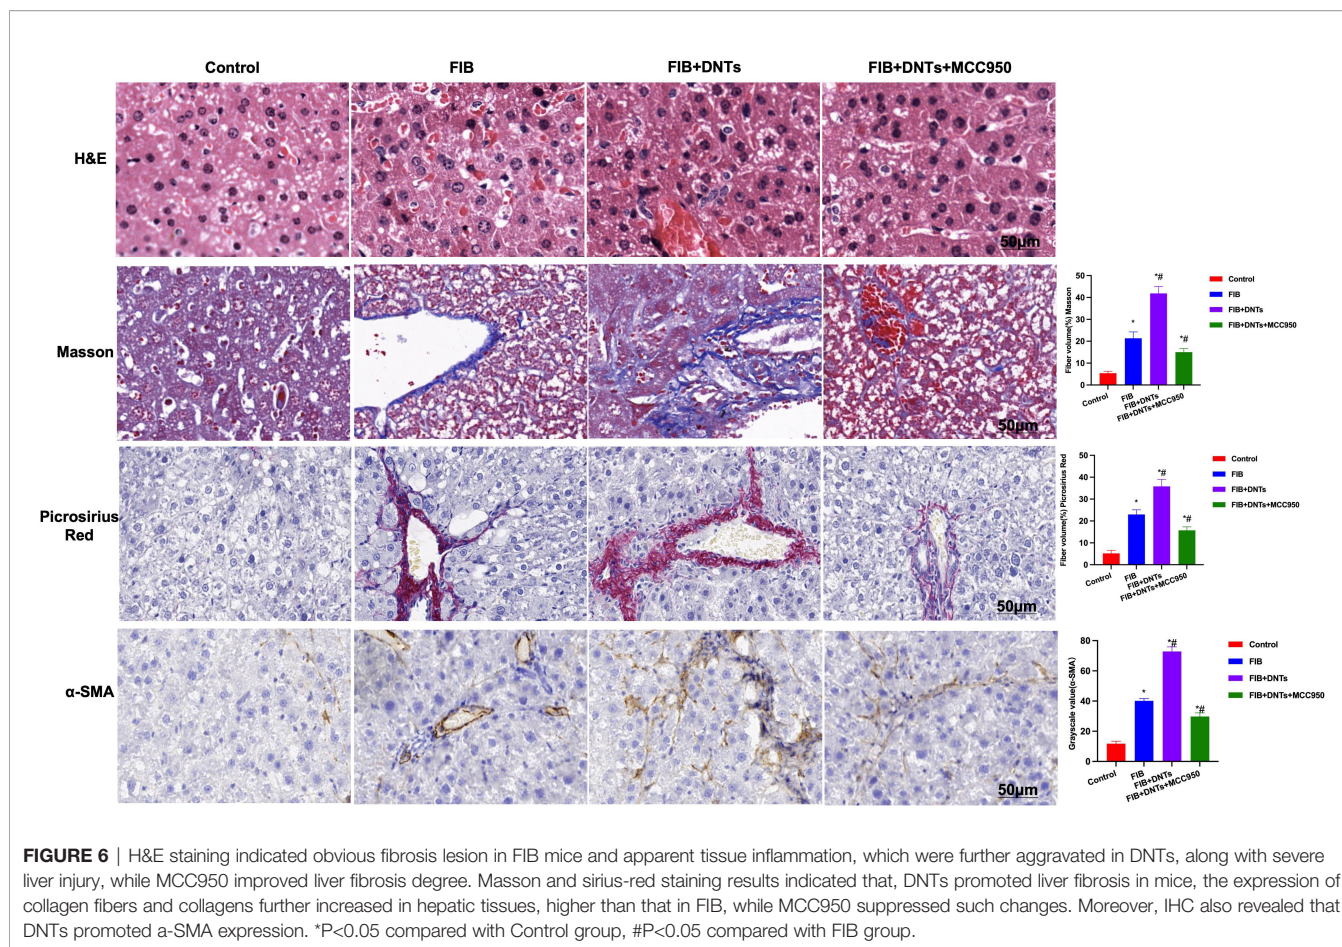 Control
FIB
FIB+DNTs
FIB+DNTs+MCC950
H&E
50μm
Masson
50μm
Fiber volume(%) Masson
50
40
30
20
10
0
*
*#
*#
Control
FIB
FIB+DNTs
FIB+DNTs+MCC950
Control
FIB
FIB+DNTs
FIB+DNTs+MCC950
Picrosirius
Red
50μm
Fiber volume(%) Picrosirius Red
50
40
30
20
10
0
*
*#
*#
Control
FIB
FIB+DNTs
FIB+DNTs+MCC950
Control
FIB
FIB+DNTs
FIB+DNTs+MCC950
α-SMA
50μm
Grayscale value(α-SMA)
80
60
40
20
0
*
*#
*#
Control
FIB
FIB+DNTs
FIB+DNTs+MCC950
Control
FIB
FIB+DNTs
FIB+DNTs+MCC950
FIGURE 6 | H&E staining indicated obvious fibrosis lesion in FIB mice and apparent tissue inflammation, which were further aggravated in DNTs, along with severe
liver injury, while MCC950 improved liver fibrosis degree. Masson and sirius-red staining results indicated that, DNTs promoted liver fibrosis in mice, the expression of
collagen fibers and collagens further increased in hepatic tissues, higher than that in FIB, while MCC950 suppressed such changes. Moreover, IHC also revealed that
DNTs promoted a-SMA expression. *P<0.05 compared with Control group, #P<0.05 compared with FIB group.